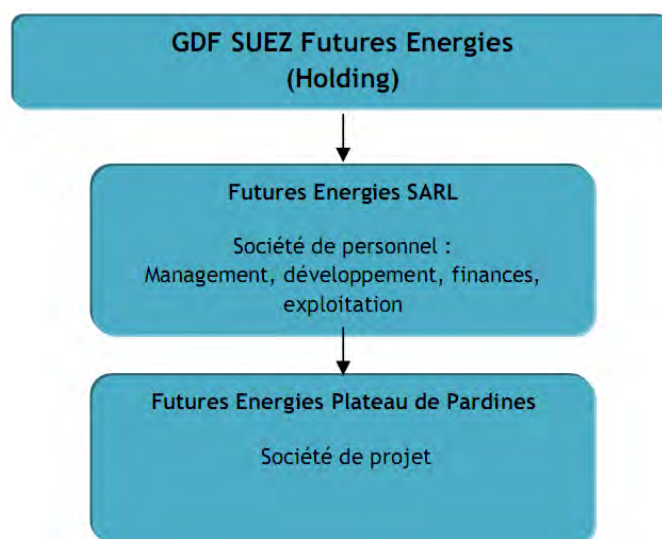 GDF SUEZ Futures Energies
(Holding)
Futures Energies SARL
Société de personnel :
Management, développement, finances,
exploitation
Futures Energies Plateau de Pardines
Société de projet